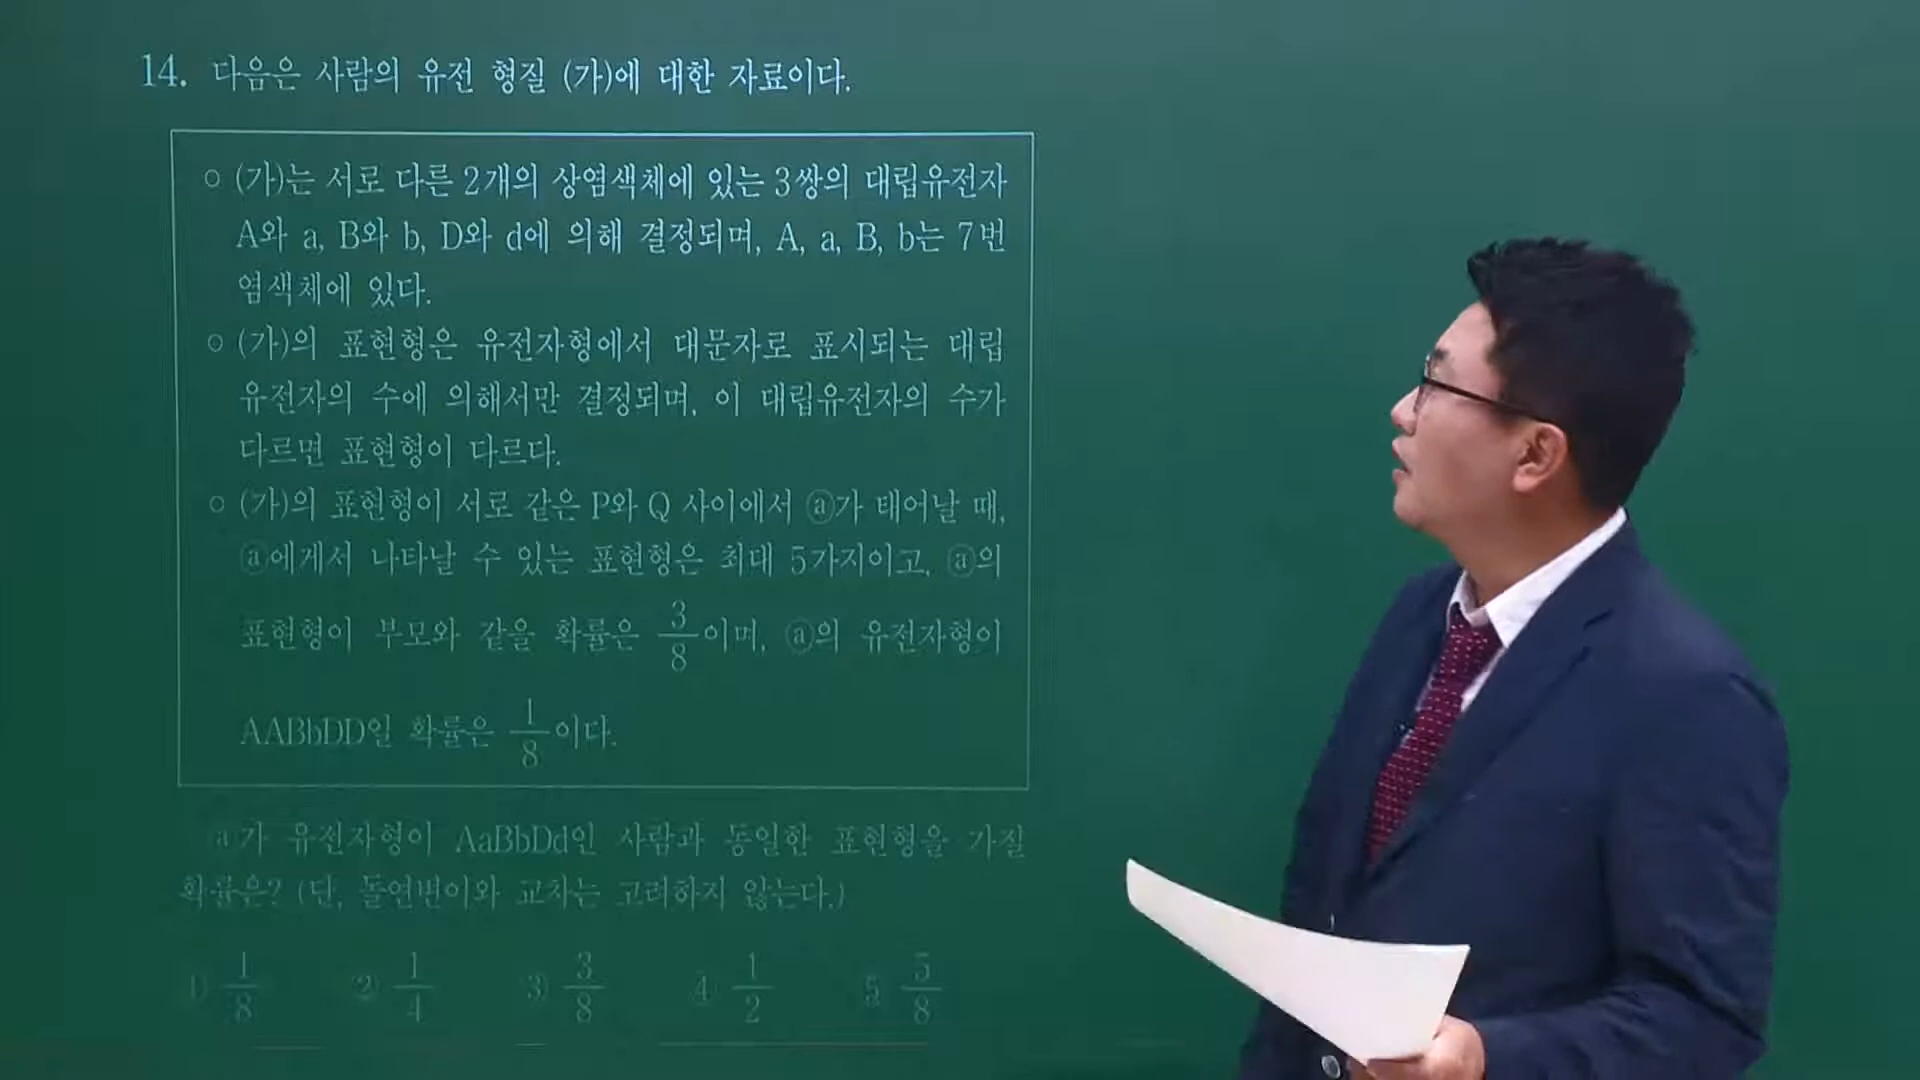 14. 다음은 사람의 유전 형질 (가)에 대한 자료이다.
○ (가)는 서로 다른 2개의 상염색체에 있는 3쌍의 대립유전자
A와 a, B와 b, D와 d에 의해 결정되며, A, a, B, b는 7번
염색체에 있다.
○ (가)의 표현형은 유전자형에서 대문자로 표시되는 대립
유전자의 수에 의해서만 결정되며, 이 대립유전자의 수가
다르면 표현형이 다르다.
○ (가)의 표현형이 서로 같은 P와 Q 사이에서 ⓐ가 태어날 때,
ⓐ에게서 나타날 수 있는 표현형은 최대 5가지이고, ⓐ의
표현형이 부모와 같을 확률은 3/8이며, ⓐ의 유전자형이
AABbDD일 확률은 1/8이다.
ⓐ가 유전자형이 AaBbDd인 사람과 동일한 표현형을 가질
확률은? (단, 돌연변이와 교차는 고려하지 않는다.)
① 1/8 ② 1/4 ③ 3/8 ④ 1/2 ⑤ 5/8